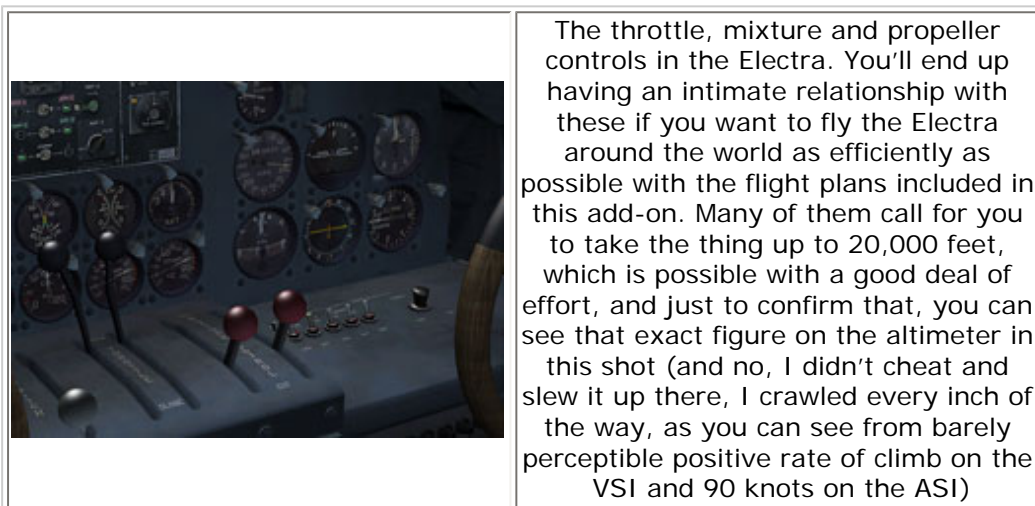 The throttle, mixture and propeller
controls in the Electra. You'll end up
having an intimate relationship with
these if you want to fly the Electra
around the world as efficiently as
possible with the flight plans included in
this add-on. Many of them call for you
to take the thing up to 20,000 feet,
which is possible with a good deal of
effort, and just to confirm that, you can
see that exact figure on the altimeter in
this shot (and no, I didn't cheat and
slew it up there, I crawled every inch of
the way, as you can see from barely
perceptible positive rate of climb on the
VSI and 90 knots on the ASI)